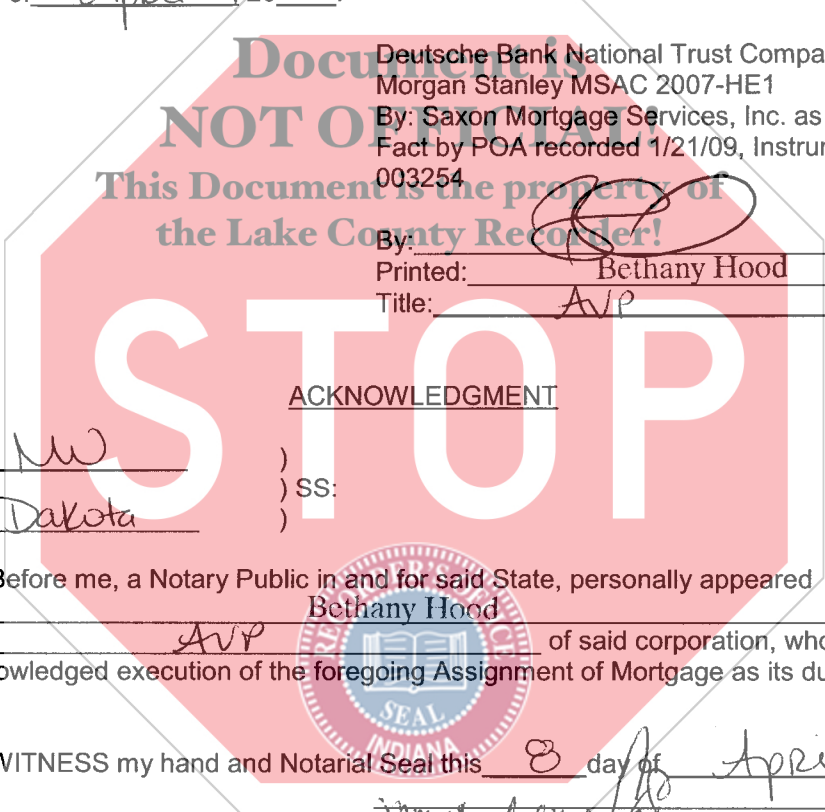 Document is
NOT OFFICIAL!
This Document is the property of
the Lake County Recorder!
STOP
Deutsche Bank National Trust Compa
Morgan Stanley MSAC 2007-HE1
By: Saxon Mortgage Services, Inc. as
Fact by POA recorded 1/21/09, Instru
003254
By:
Printed: Bethany Hood
Title: AVP
ACKNOWLEDGMENT
)
) SS:
Dakota )
Before me, a Notary Public in and for said State, personally appeared
Bethany Hood
AVP of said corporation, who
owledged execution of the foregoing Assignment of Mortgage as its du
RECORDER'S OFFICE
SEAL
INDIANA
WITNESS my hand and Notarial Seal this 8 day of April